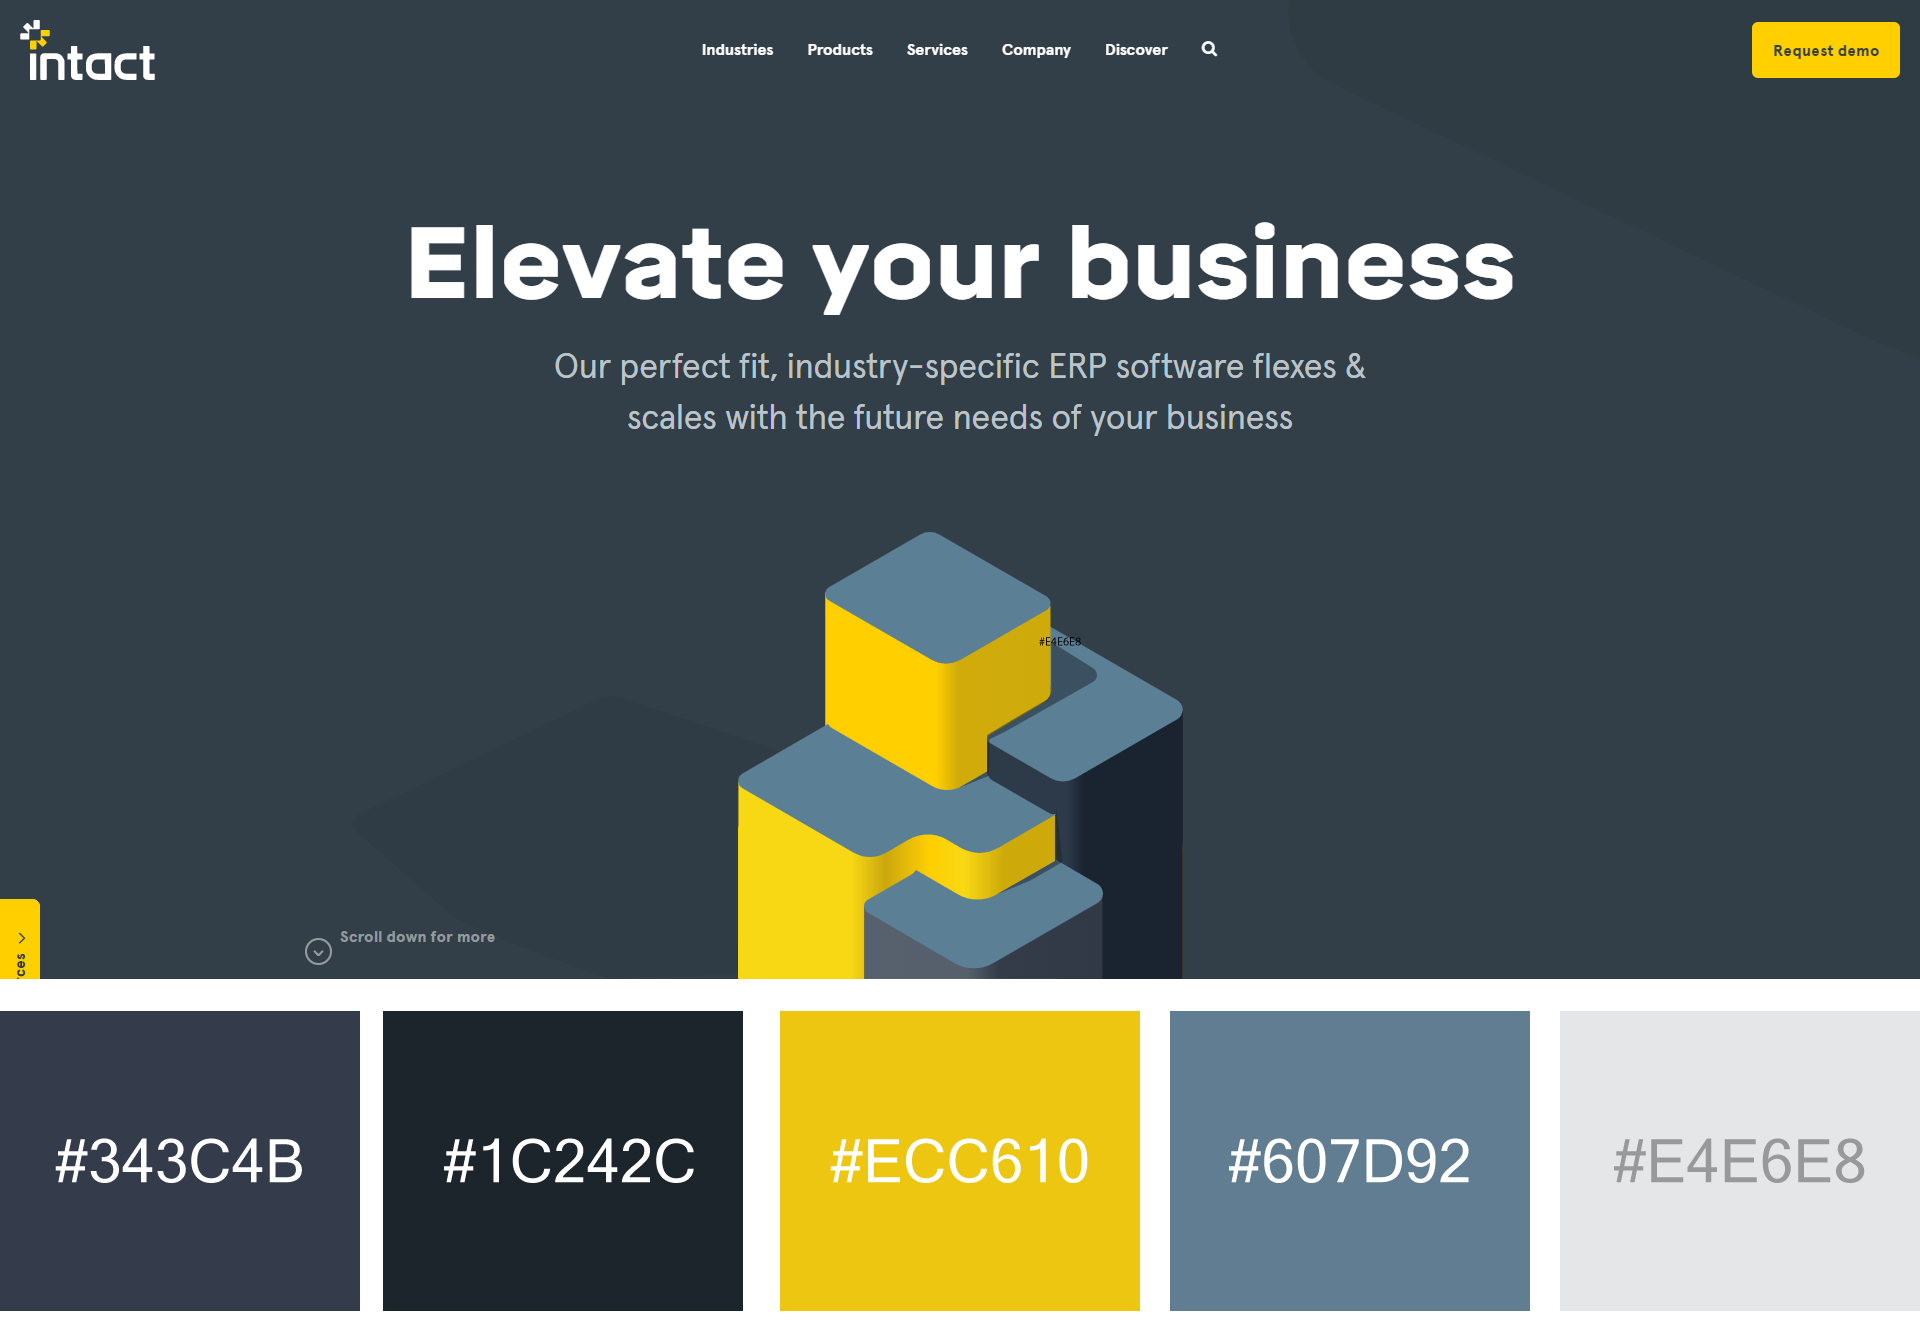 intact
Industries Products Services Company Discover
Request demo
Elevate your business
Our perfect fit, industry-specific ERP software flexes &
scales with the future needs of your business
#E4E6E8
Scroll down for more
#343C4B
#1C242C
#ECC610
#607D92
#E4E6E8